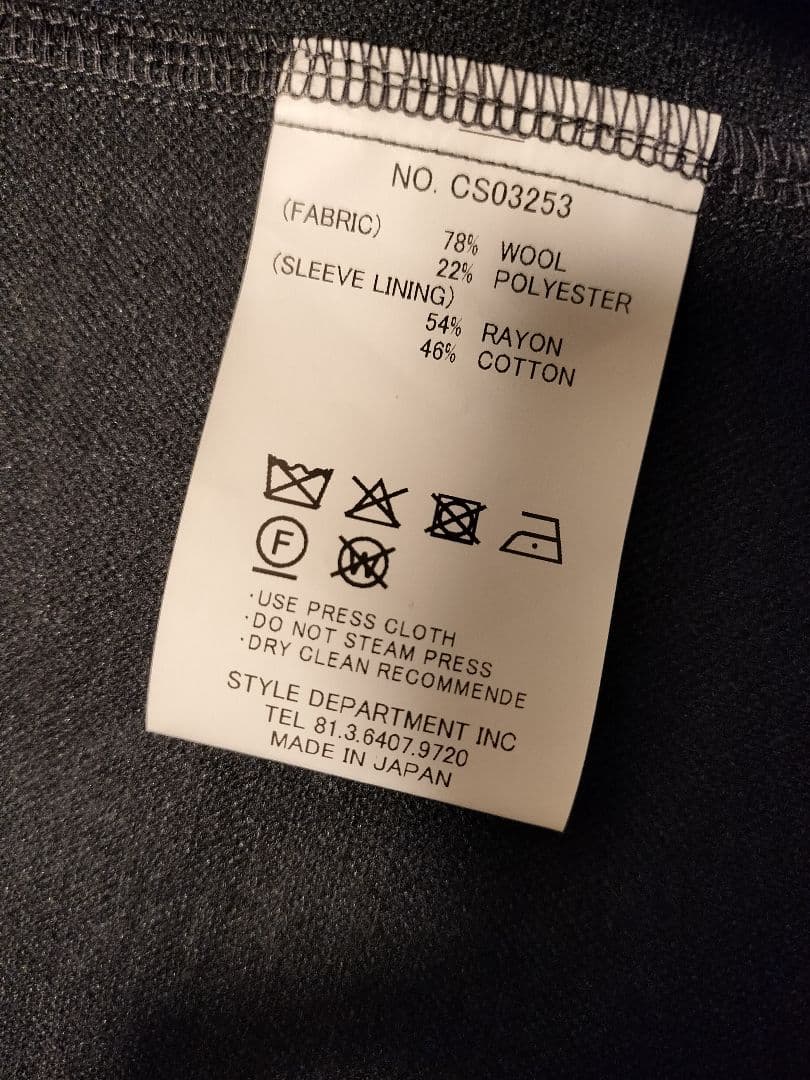 NO. CS03253
(FABRIC)
78% WOOL
22% POLYESTER
(SLEEVE LINING)
54% RAYON
46% COTTON
F
W
·USE PRESS CLOTH
·DO NOT STEAM PRESS
·DRY CLEAN RECOMMENDE
STYLE DEPARTMENT INC
TEL 81.3.6407.9720
MADE IN JAPAN